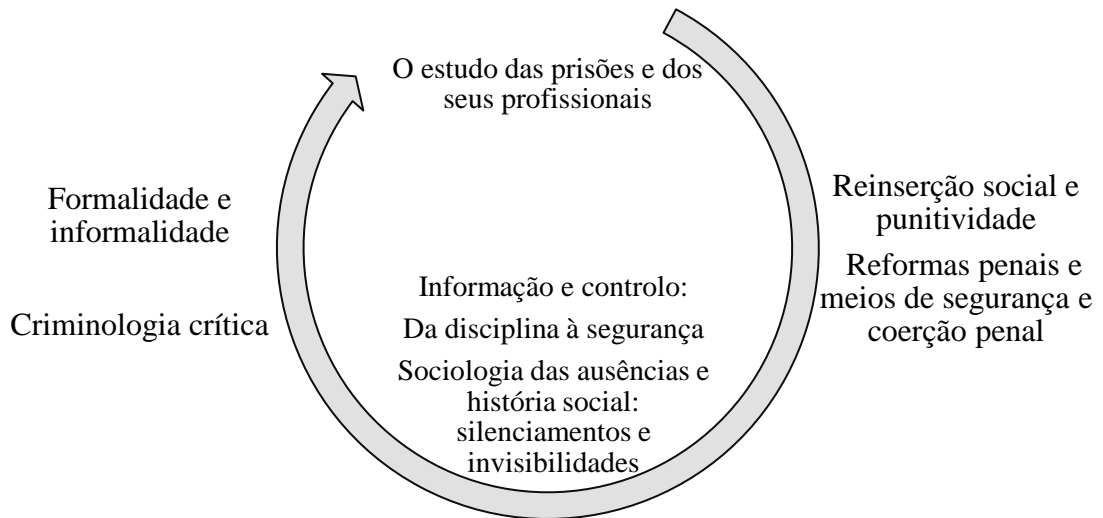 O estudo das prisões e dos
seus profissionais
Reinserção social e
punitividade
Reformas penais e
meios de segurança e
coerção penal
Informação e controlo:
Da disciplina à segurança
Sociologia das ausências e
história social:
silenciamentos e
invisibilidades
Formalidade e
informalidade
Criminologia crítica